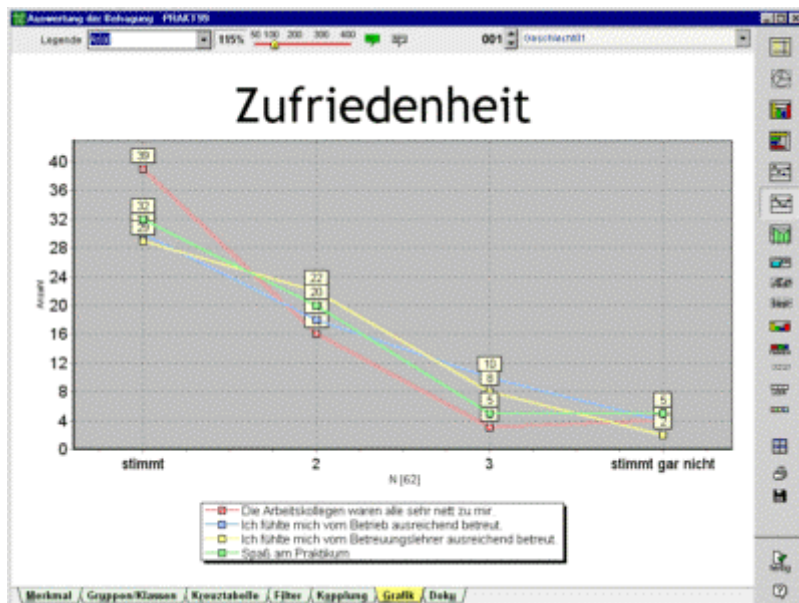 Auswertung der Befragung PRAKT99
Legende
115%
50 100 200 300 400
001
Geschlecht01
Zufriedenheit
40
36
32
28
24
20
16
12
8
4
0
Anzahl
39
32
29
22
20
10
8
5
5
2
stimmt
2
3
stimmt gar nicht
N [62]
Die Arbeitskollegen waren alle sehr nett zu mir.
Ich fühlte mich vom Betrieb ausreichend betreut.
Ich fühlte mich vom Betreuungslehrer ausreichend betreut.
Spaß am Praktikum
Merkmal
Gruppen/Klassen
Kreuztabelle
Filter
Kopplung
Grafik
Doku